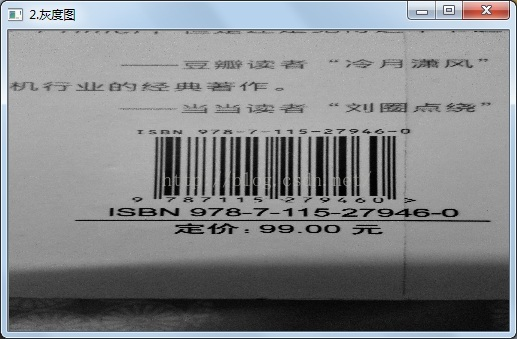 2.灰度图
——豆瓣读者 “冷月潇风”
机行业的经典著作。
——当当读者 “刘圈点绕”
ISBN 978-7-115-27946-0
http://blog.csdn.net/
9 787115 279460 >
ISBN 978-7-115-27946-0
定价：99.00 元